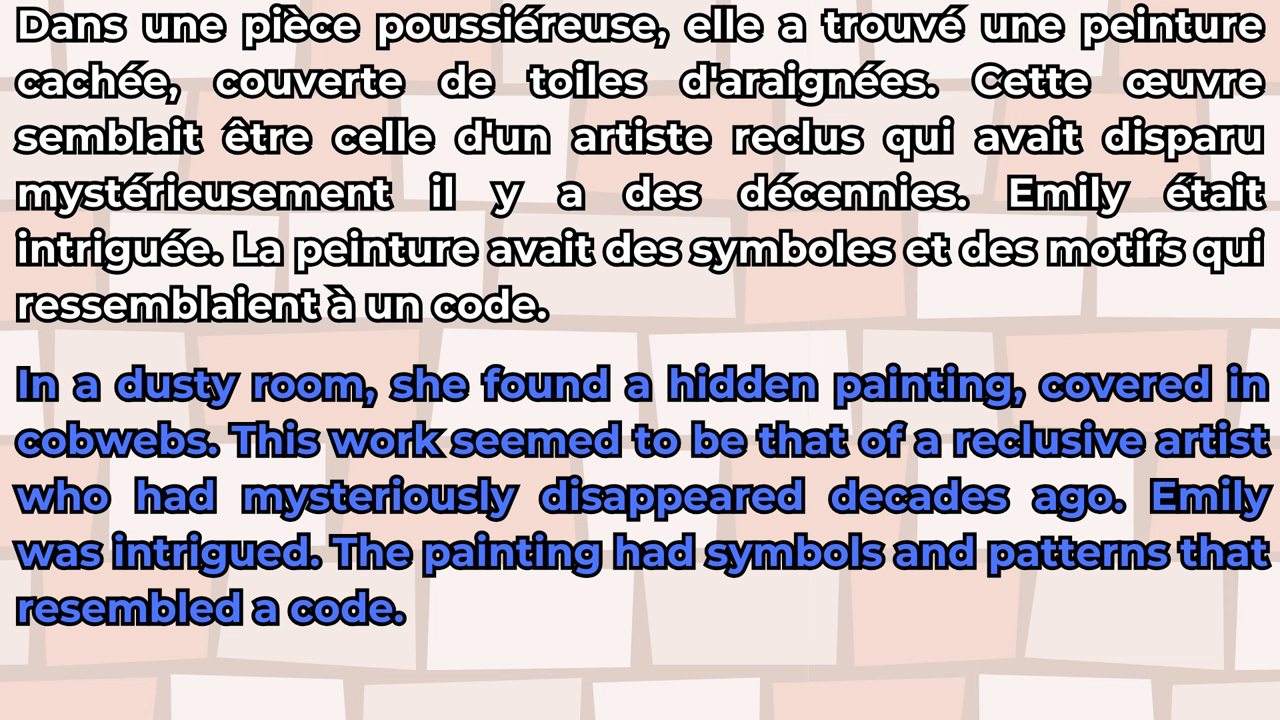 Dans une pièce poussiéreuse, elle a trouvé une peinture
cachée, couverte de toiles d'araignées. Cette œuvre
semblait être celle d'un artiste reclus qui avait disparu
mystérieusement il y a des décennies. Emily était
intriguée. La peinture avait des symboles et des motifs qui
ressemblaient à un code.
In a dusty room, she found a hidden painting, covered in
cobwebs. This work seemed to be that of a reclusive artist
who had mysteriously disappeared decades ago. Emily
was intrigued. The painting had symbols and patterns that
resembled a code.